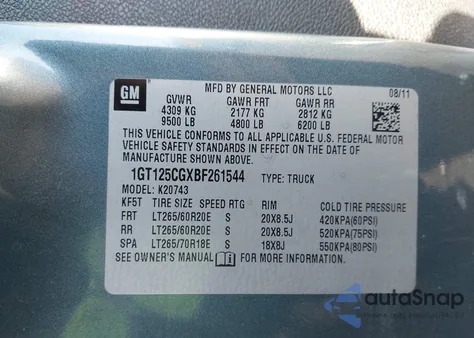 GM
MFD BY GENERAL MOTORS LLC
08/11
GVWR GAWR FRT GAWR RR
4309 KG 2177 KG 2812 KG
9500 LB 4800 LB 6200 LB
THIS VEHICLE CONFORMS TO ALL APPLICABLE U.S. FEDERAL MOTOR
VEHICLE SAFETY STANDARDS IN EFFECT ON THE DATE OF
MANUFACTURE SHOWN ABOVE.
1GT125CGXBF261544 TYPE: TRUCK
MODEL: K20743
KF5T TIRE SIZE SPEED RTG RIM COLD TIRE PRESSURE
FRT LT265/60R20E S 20X8.5J 420KPA(60PSI)
RR LT265/60R20E S 20X8.5J 520KPA(75PSI)
SPA LT265/70R18E S 18X8J 550KPA(80PSI)
SEE OWNER'S MANUAL i FOR MORE INFORMATION.
autoSnap